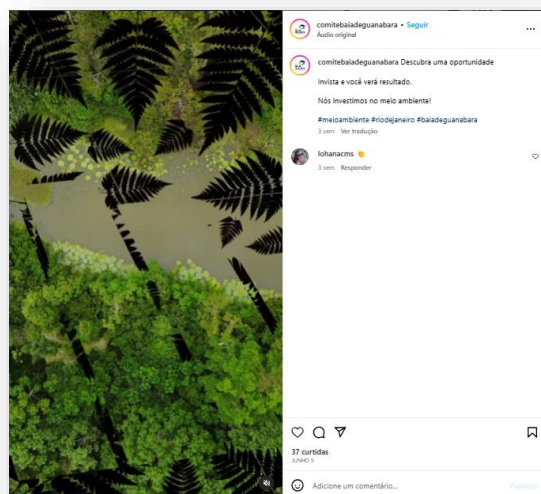 comitebaiadeguanabara • Seguir
Áudio original
comitebaiadeguanabara Descubra uma oportunidade
Invista e você verá resultado.
Nós investimos no meio ambiente!
#meioambiente #riodejaneiro #baiadeguanabara
3 sem Ver tradução
lohanacms 👏
3 sem Responder
37 curtidas
JUNHO 5
Adicione um comentário...
Publicar